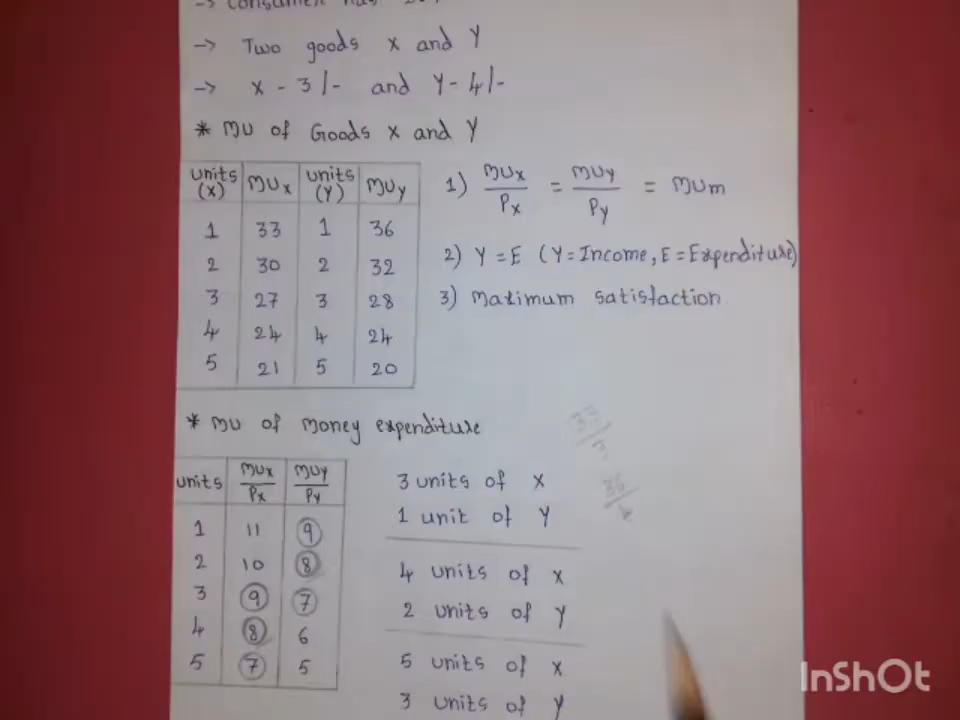 -> Two goods X and Y
-> X - 3/- and Y - 4/-
* MU of Goods X and Y
units (X) MUx units (Y) MUy
1 33 1 36
2 30 2 32
3 27 3 28
4 24 4 24
5 21 5 20
1) MUx/Px = MUy/Py = MUm
2) Y = E (Y = Income, E = Expenditure)
3) Maximum satisfaction
* MU of Money expenditure
units MUx/Px MUy/Py
1 11 9
2 10 8
3 9 7
4 8 6
5 7 5
3 units of X
1 unit of Y
4 units of X
2 units of Y
5 units of X
3 units of Y
33/3
36/4
InShOt